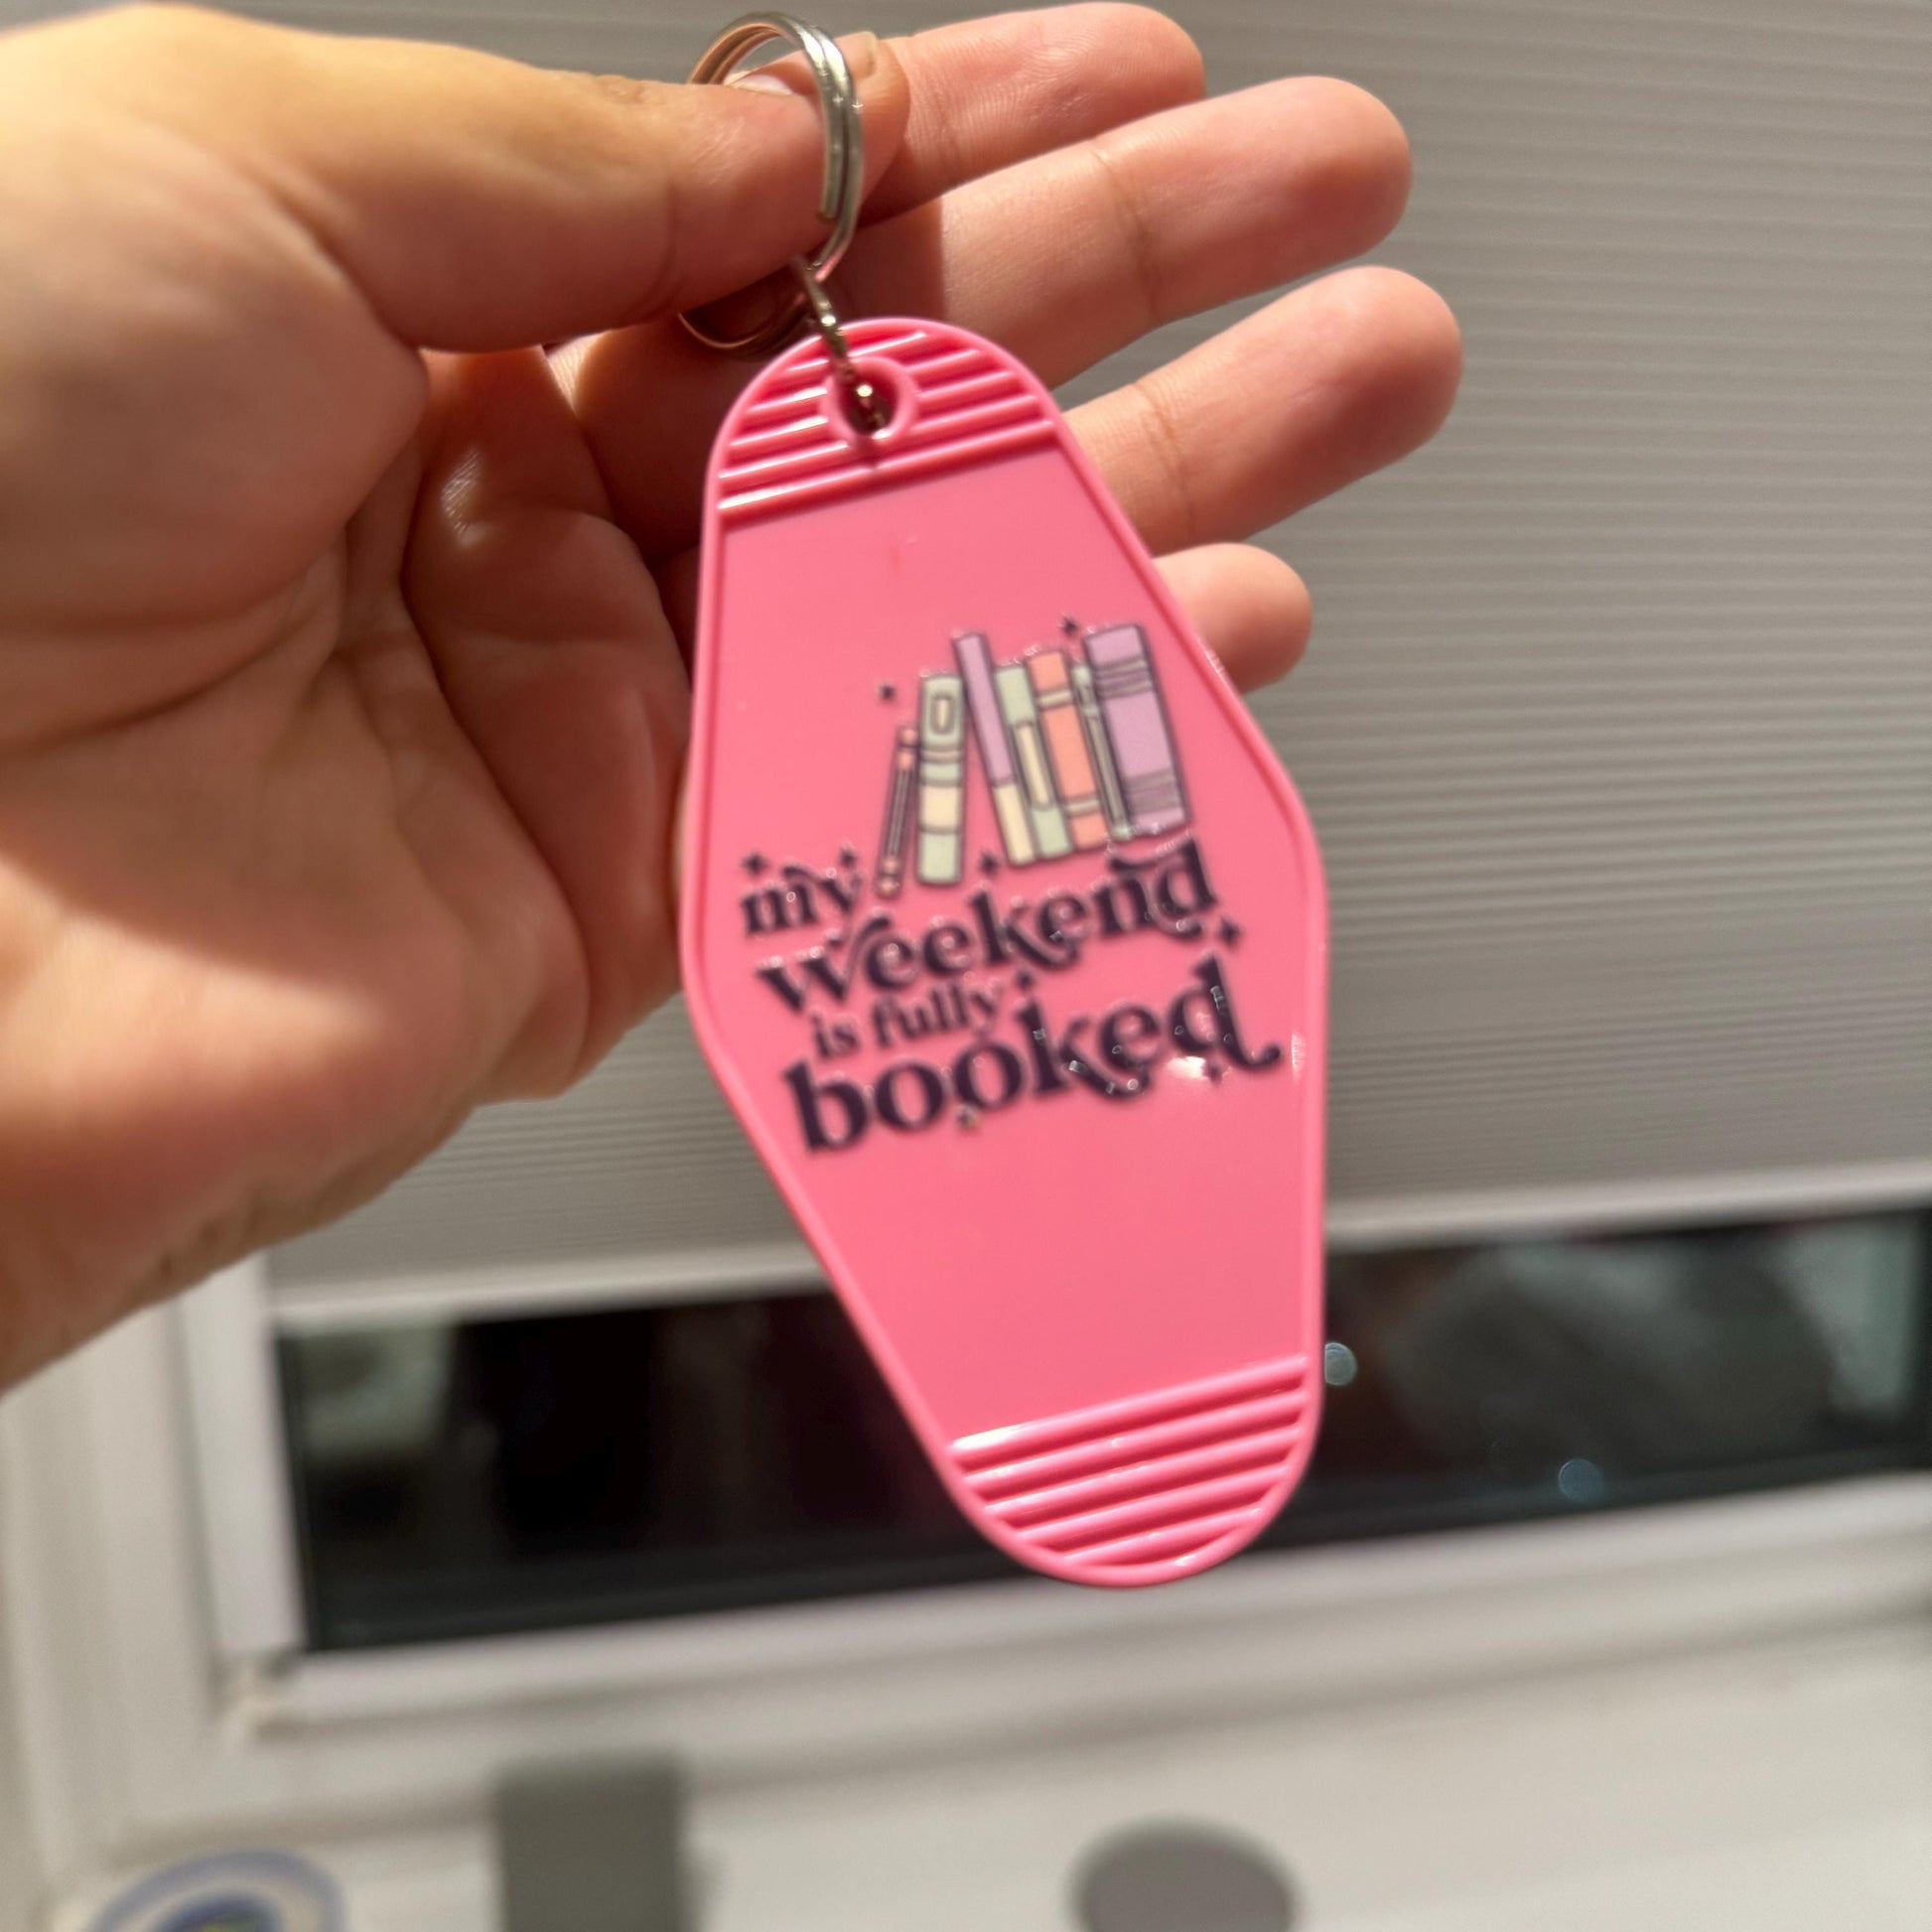 my
weekend
is fully
booked